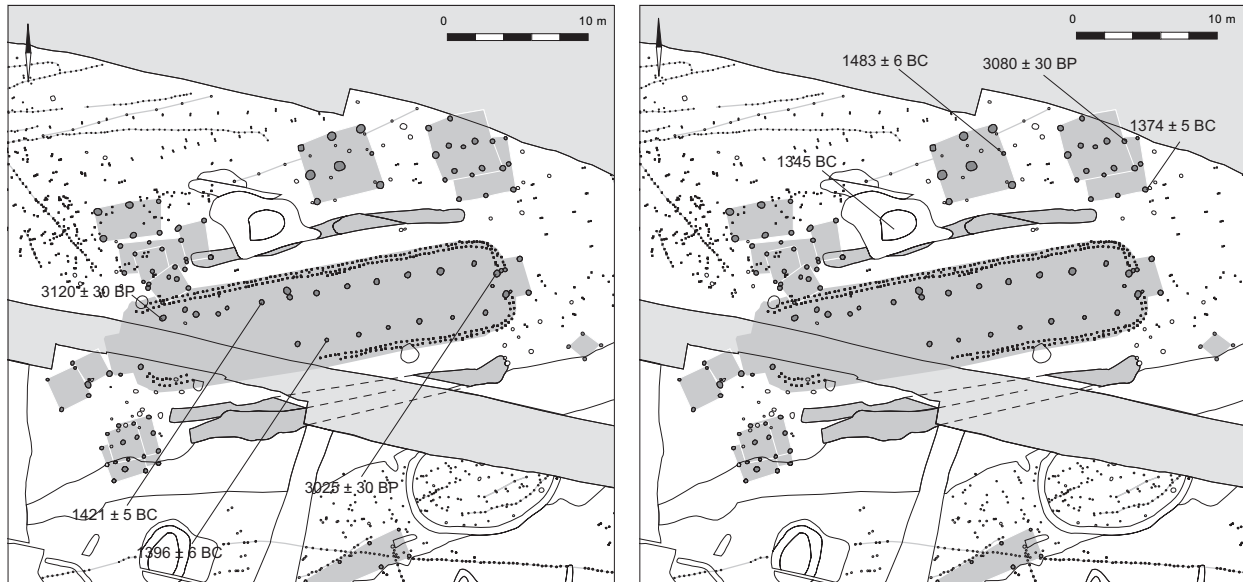 0 10 m
3120 ± 30 BP
3025 ± 30 BP
1421 ± 5 BC
1396 ± 6 BC
0 10 m
1483 ± 6 BC
3080 ± 30 BP
1374 ± 5 BC
1345 BC